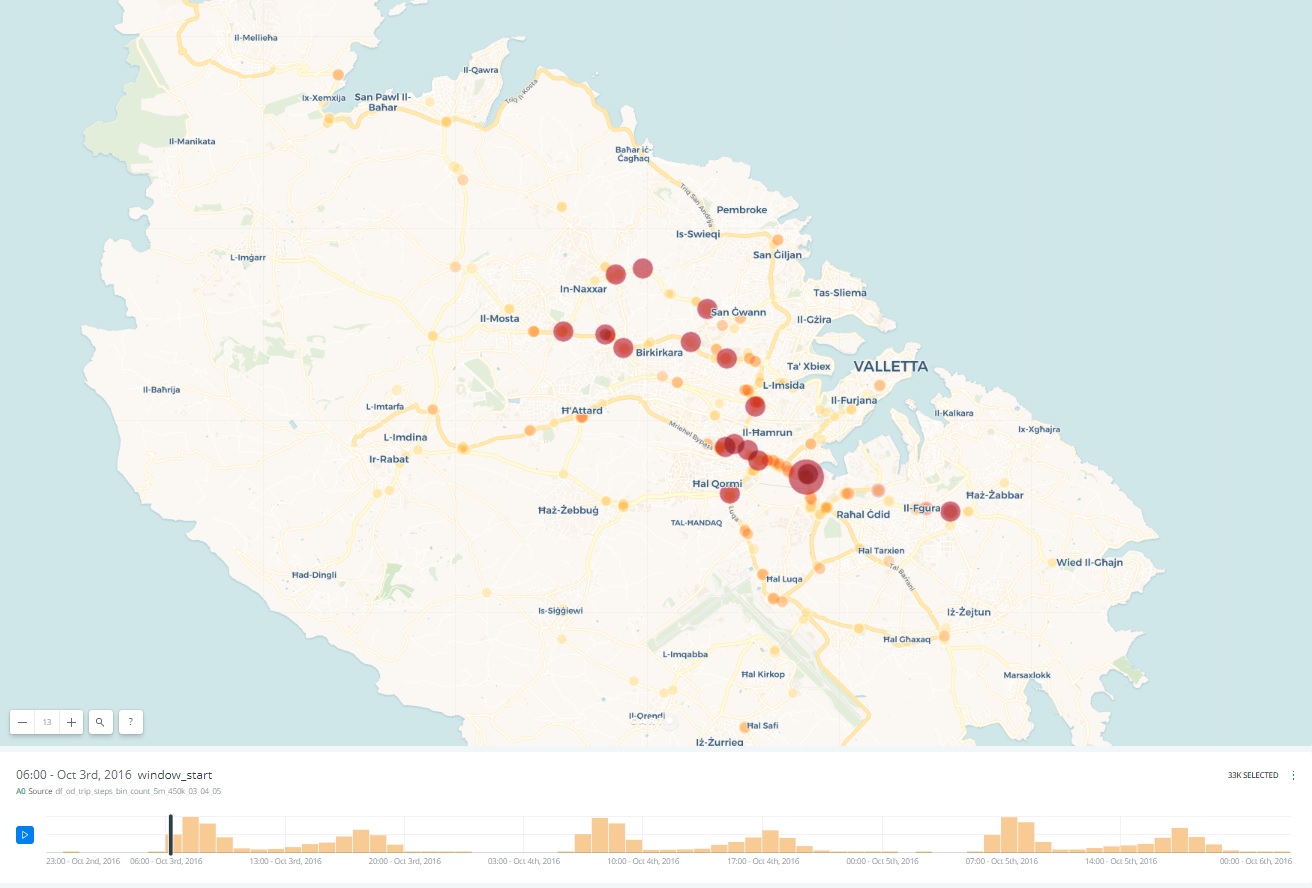 Il-Mellieħa
Il-Qawra
Ix-Xemxija
San Pawl Il-
Baħar
Triq Il-Kosta
Il-Manikata
Baħar iċ-
Ċagħaq
Triq San Andrija
Pembroke
Is-Swieqi
San Ġiljan
L-Imġarr
In-Naxxar
Tas-Sliema
San Ġwann
Il-Mosta
Il-Gżira
Birkirkara
VALLETTA
Ta' Xbiex
L-Imsida
Il-Baħrija
Il-Furjana
L-Imtarfa
Ħ'Attard
Il-Kalkara
Mrieħel Bypass
Il-Ħamrun
Ix-Xgħajra
L-Imdina
Ir-Rabat
Ħal Qormi
Ħaż-Żabbar
Ħaż-Żebbuġ
Luqa
Raħal Ġdid
Il-Fgura
TAL-ĦANDAQ
Ħal Tarxien
Wied Il-Għajn
Tal-Barrani
Ħad-Dingli
Ħal Luqa
Is-Siġġiewi
Iż-Żejtun
Ħal Għaxaq
L-Imqabba
Ħal Kirkop
Marsaxlokk
Il-Qrendi
Ħal Safi
Iż-Żurrieq
13
?
06:00 - Oct 3rd, 2016 window_start
33K SELECTED
A0 Source df_od_trip_steps_bin_count_5m_450k_03_04_05
23:00 - Oct 2nd, 2016 06:00 - Oct 3rd, 2016 13:00 - Oct 3rd, 2016 20:00 - Oct 3rd, 2016 03:00 - Oct 4th, 2016 10:00 - Oct 4th, 2016 17:00 - Oct 4th, 2016 00:00 - Oct 5th, 2016 07:00 - Oct 5th, 2016 14:00 - Oct 5th, 2016 00:00 - Oct 6th, 2016